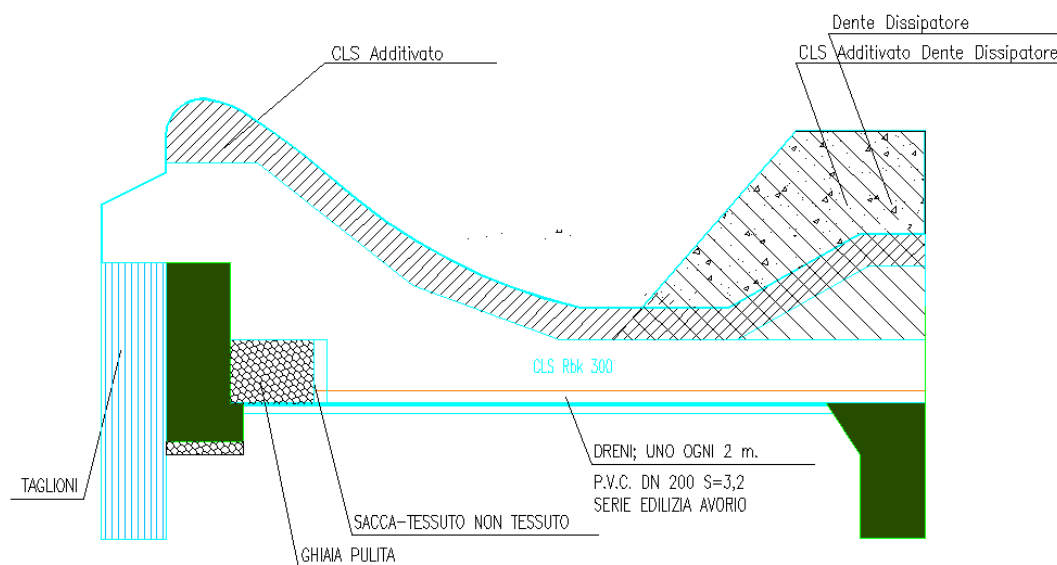 Dente Dissipatore
CLS Additivato
CLS Additivato Dente Dissipatore
CLS Rbk 300
DRENI; UNO OGNI 2 m.
P.V.C. DN 200 S=3,2
SERIE EDILIZIA AVORIO
TAGLIONI
SACCA-TESSUTO NON TESSUTO
GHIAIA PULITA